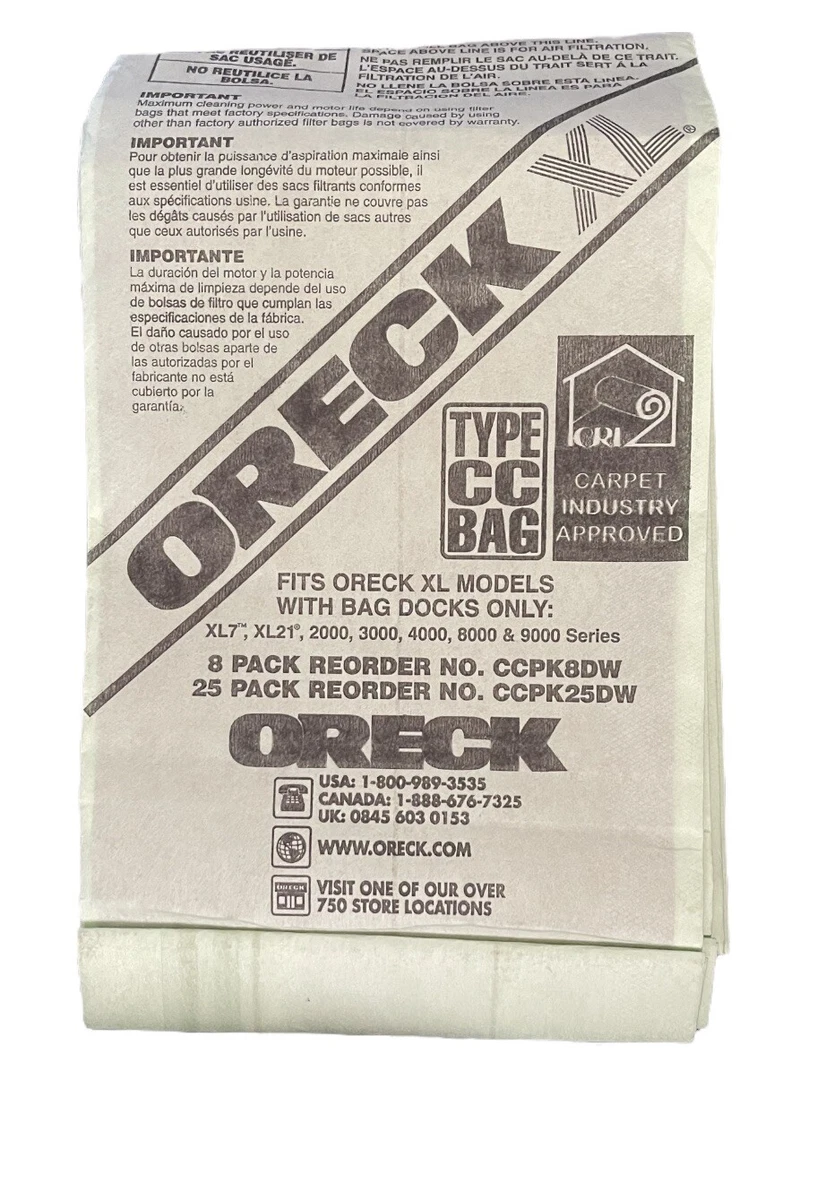 REUTILISER DE
SAC USAGÉ.
NO REUTILICE LA
BOLSA.
BAG ABOVE THIS LINE.
SPACE ABOVE LINE IS FOR AIR FILTRATION,
NE PAS REMPLIR LE SAC AU-DELÀ DE CE TRAIT.
L'ESPACE AU-DESSUS DU TRAIT SERT À LA
FILTRATION DE L'AIR.
NO LLENE LA BOLSA SOBRE ESTA LINEA.
EL ESPACIO SOBRE LA LINEA ES PARA
LA FILTRACION DEL AIRE.
IMPORTANT
Maximum cleaning power and motor life depend on using filter
bags that meet factory specifications. Damage caused by using
other than factory authorized filter bags is not covered by warranty.
IMPORTANT
Pour obtenir la puissance d'aspiration maximale ainsi
que la plus grande longévité du moteur possible, il
est essentiel d'utiliser des sacs filtrants conformes
aux spécifications usine. La garantie ne couvre pas
les dégâts causés par l'utilisation de sacs autres
que ceux autorisés par l'usine.
IMPORTANTE
La duración del motor y la potencia
máxima de limpieza depende del uso
de bolsas de filtro que cumplan las
especificaciones de la fábrica.
El daño causado por el uso
de otras bolsas aparte de
las autorizadas por el
fabricante no está
cubierto por la
garantía.
ORECK XL®
TYPE
CC
BAG
CRI
CARPET
INDUSTRY
APPROVED
FITS ORECK XL MODELS
WITH BAG DOCKS ONLY:
XL7™, XL21®, 2000, 3000, 4000, 8000 & 9000 Series
8 PACK REORDER NO. CCPK8DW
25 PACK REORDER NO. CCPK25DW
ORECK
USA: 1-800-989-3535
CANADA: 1-888-676-7325
UK: 0845 603 0153
WWW.ORECK.COM
ORECK
VISIT ONE OF OUR OVER
750 STORE LOCATIONS